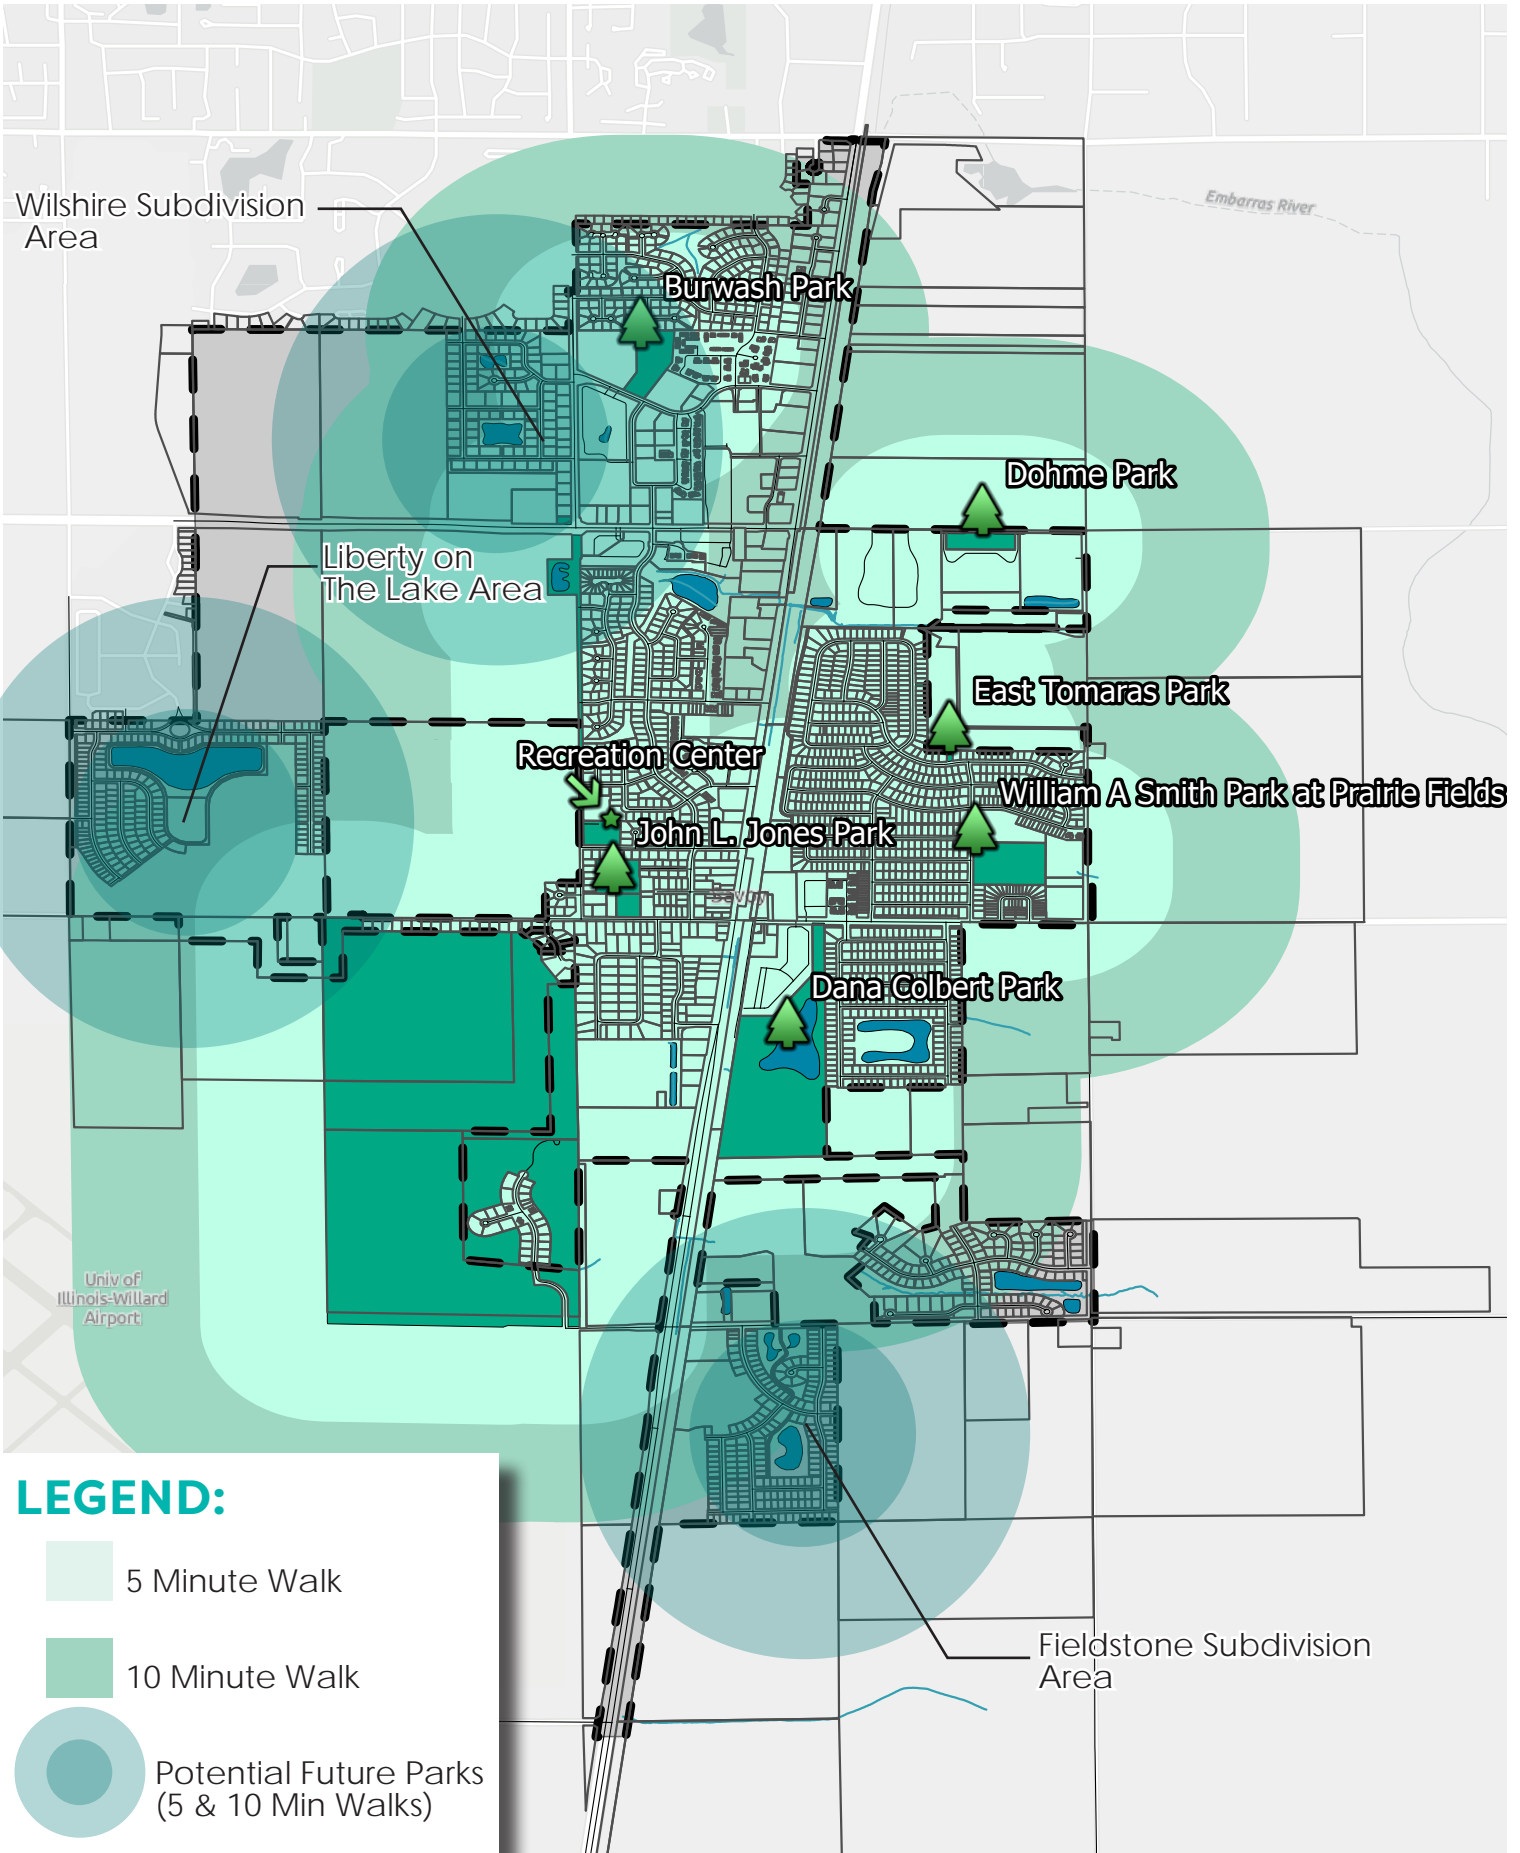 Embarras River
Wilshire Subdivision
Area
Burwash Park
Dohme Park
Liberty on
The Lake Area
East Tomaras Park
Recreation Center
William A Smith Park at Prairie Fields
John L. Jones Park
Savoy
Dana Colbert Park
Univ of
Illinois-Willard
Airport
LEGEND:
5 Minute Walk
10 Minute Walk
Potential Future Parks
(5 & 10 Min Walks)
Fieldstone Subdivision
Area